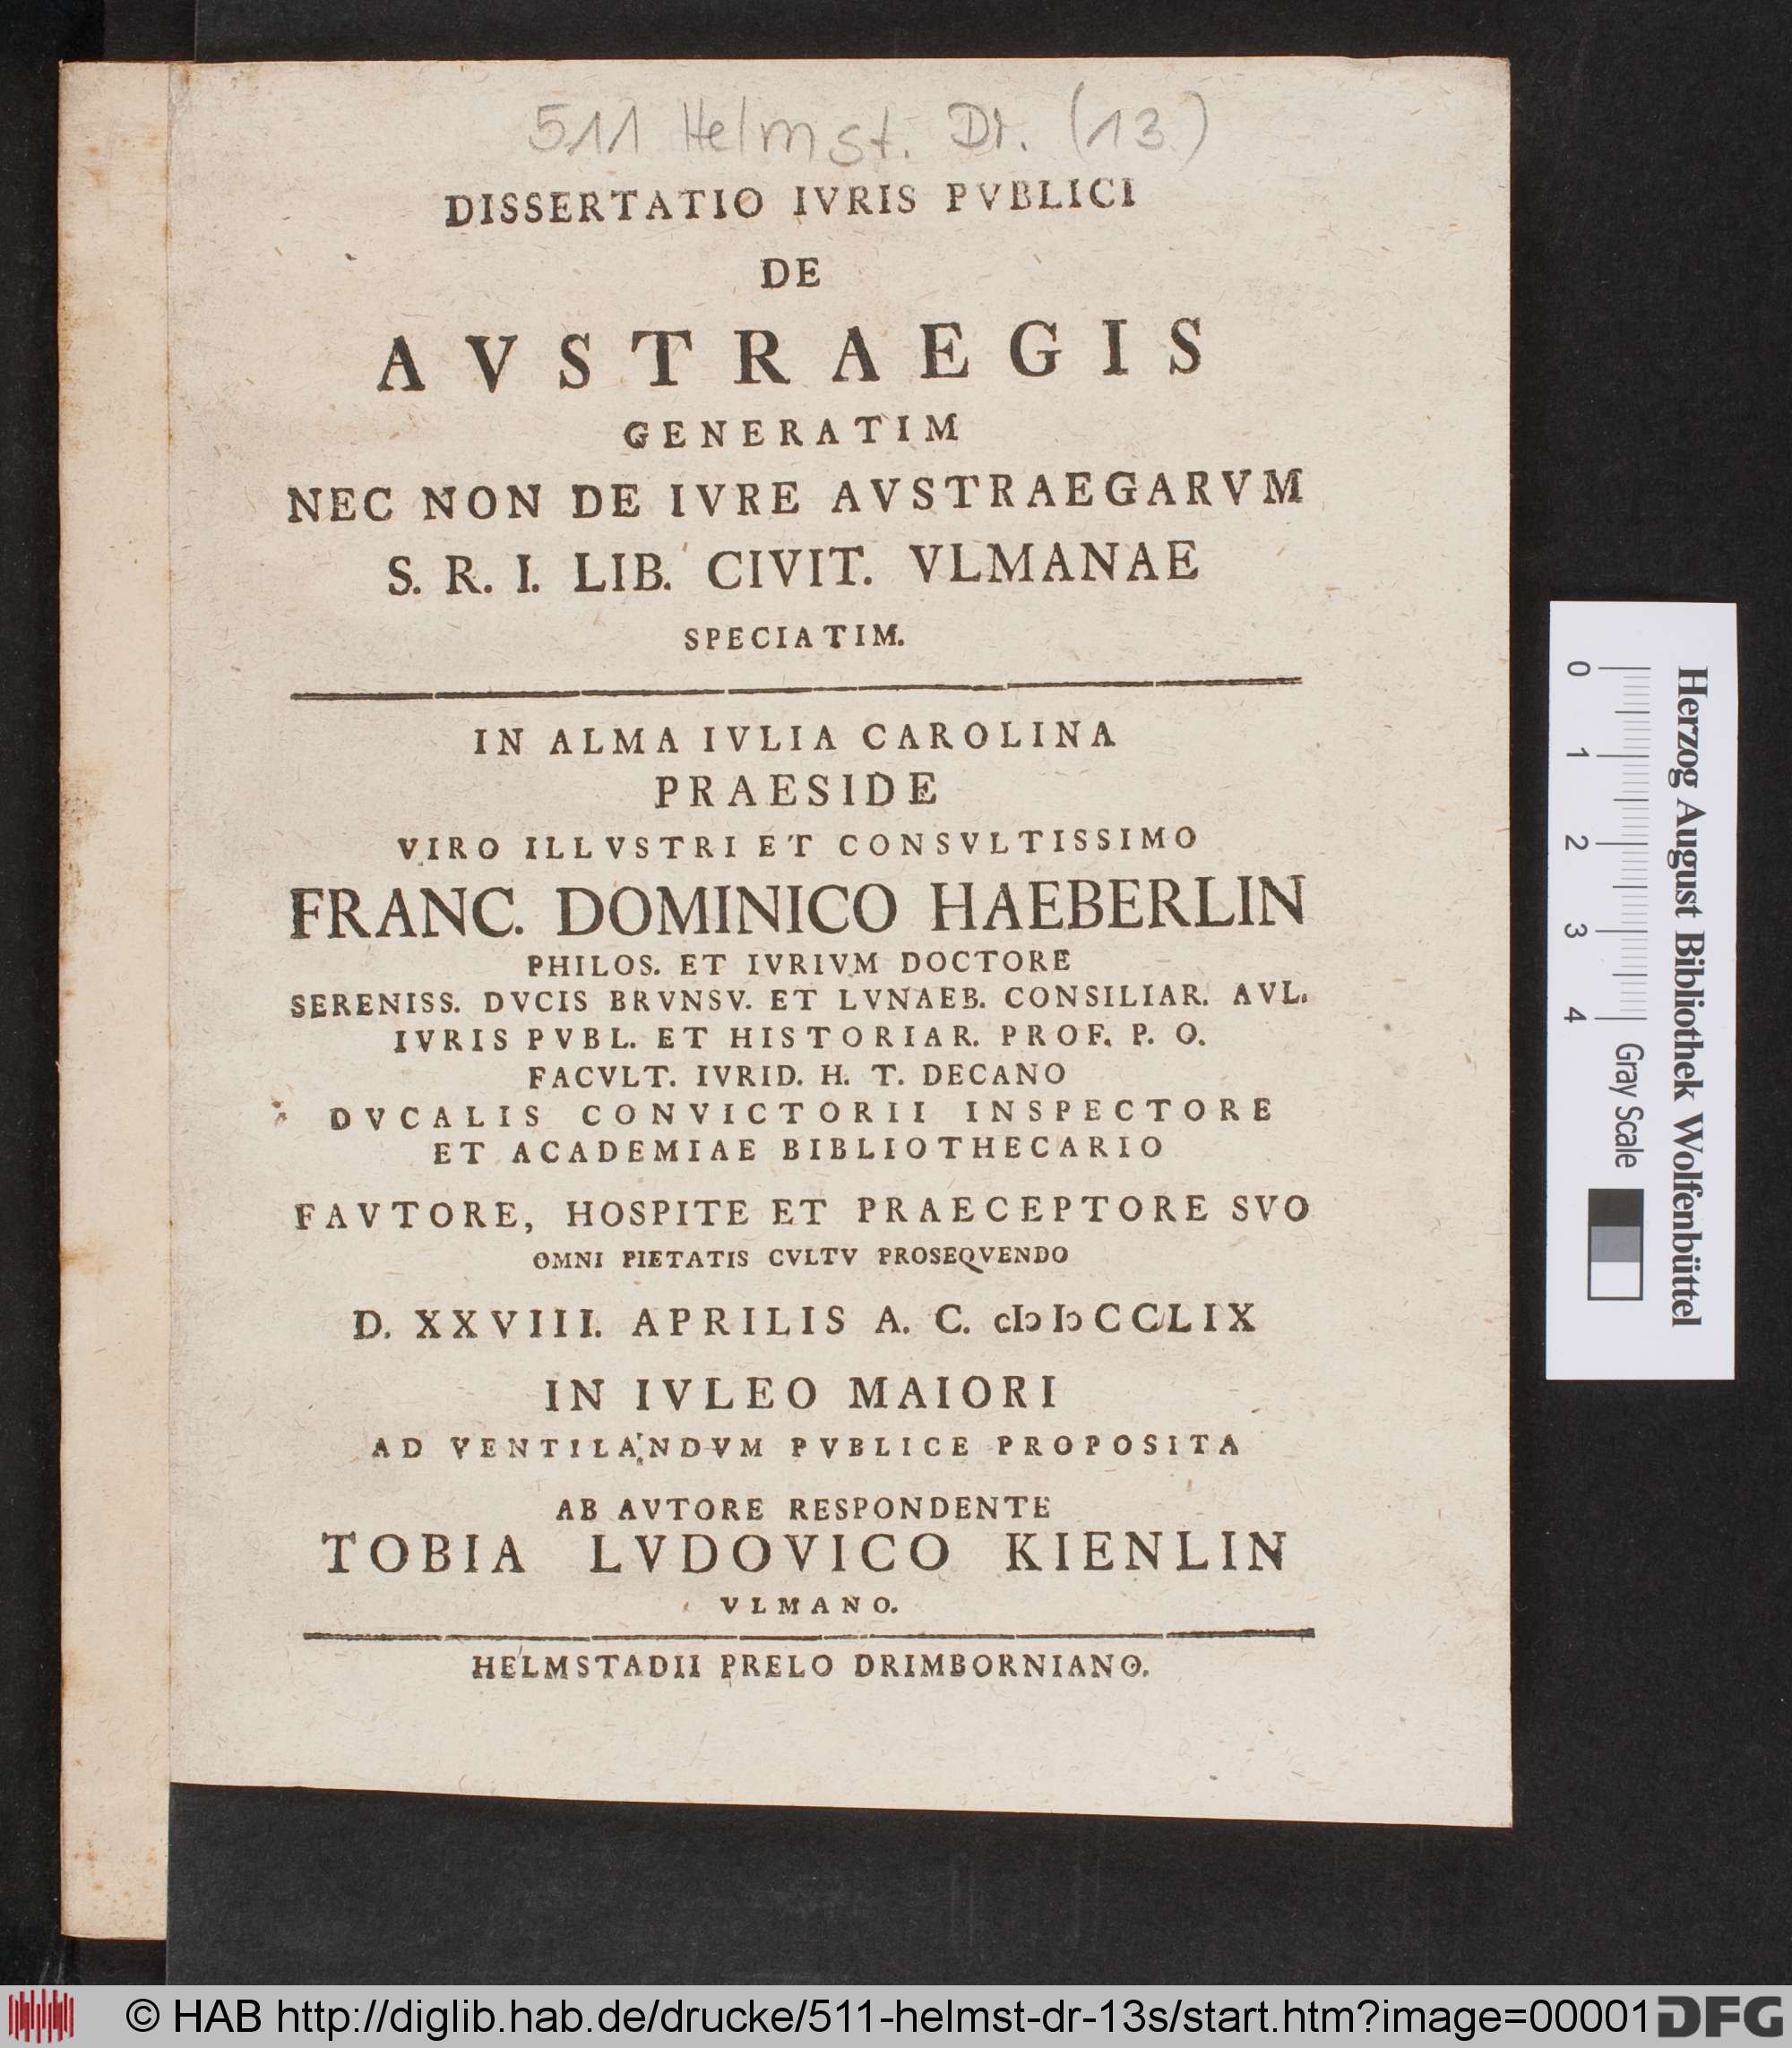 511 Helmst. Dr. (13)
DISSERTATIO IVRIS PVBLICI
DE
AVSTRAEGIS
GENERATIM
NEC NON DE IVRE AVSTRAEGARVM
S. R. I. LIB. CIVIT. VLMANAE
SPECIATIM.
IN ALMA IVLIA CAROLINA
PRAESIDE
VIRO ILLVSTRI ET CONSVLTISSIMO
FRANC. DOMINICO HAEBERLIN
PHILOS. ET IVRIVM DOCTORE
SERENISS. DVCIS BRVNSV. ET LVNAEB. CONSILIAR. AVL.
IVRIS PVBL. ET HISTORIAR. PROF. P. O.
FACVLT. IVRID. H. T. DECANO
DVCALIS CONVICTORII INSPECTORE
ET ACADEMIAE BIBLIOTHECARIO
FAVTORE, HOSPITE ET PRAECEPTORE SVO
OMNI PIETATIS CVLTV PROSEQVENDO
D. XXVIII. APRILIS A. C. cIɔ Iɔ CCLIX
IN IVLEO MAIORI
AD VENTILANDVM PVBLICE PROPOSITA
AB AVTORE RESPONDENTE
TOBIA LVDOVICO KIENLIN
VLMANO.
HELMSTADII PRELO DRIMBORNIANO.
Herzog August Bibliothek Wolfenbüttel
0 1 2 3 4 Gray Scale
© HAB http://diglib.hab.de/drucke/511-helmst-dr-13s/start.htm?image=00001
DFG